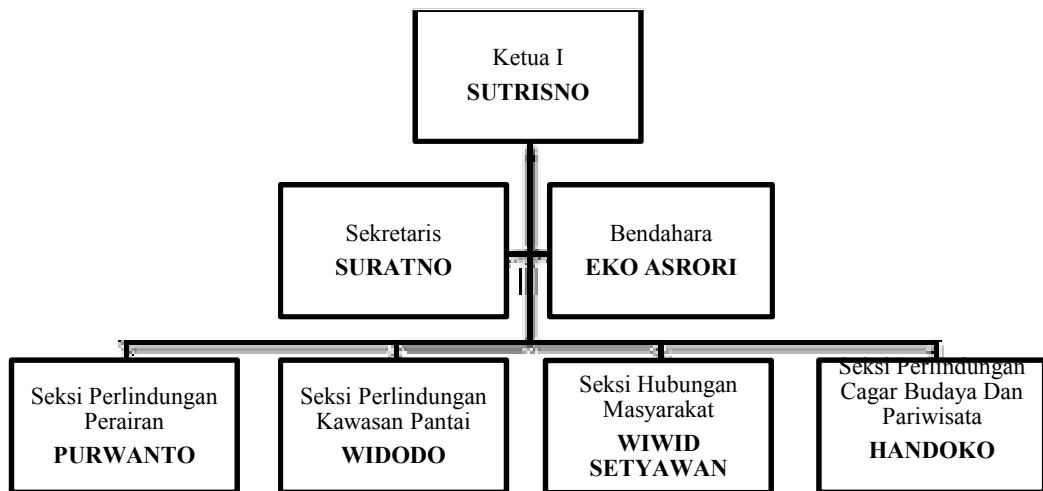 Ketua I
SUTRISNO
Sekretaris
SURATNO
Bendahara
EKO ASRORI
Seksi Perlindungan
Perairan
PURWANTO
Seksi Perlindungan
Kawasan Pantai
WIDODO
Seksi Hubungan
Masyarakat
WIWID
SETYAWAN
Seksi Perlindungan
Cagar Budaya Dan
Pariwisata
HANDOKO